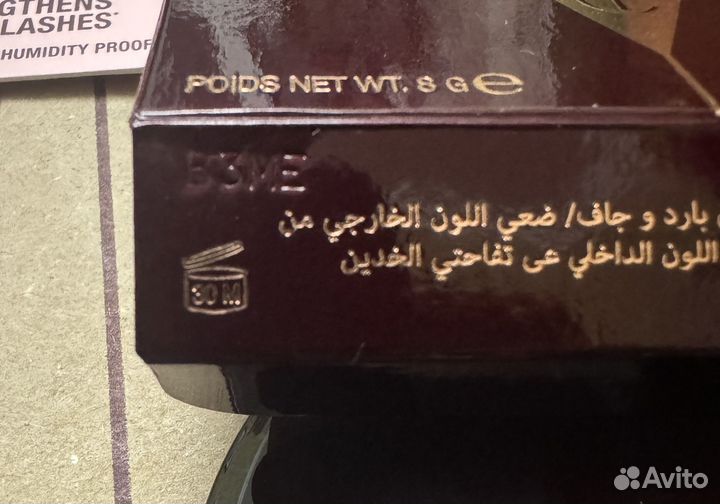 GTHENS
LASHES*
HUMIDITY PROOF
POIDS NET WT. 8 G ℮
53ME
بارد و جاف/ ضعي اللون الخارجي من
اللون الداخلي عى تفاحتي الخدين
30 M
Avito